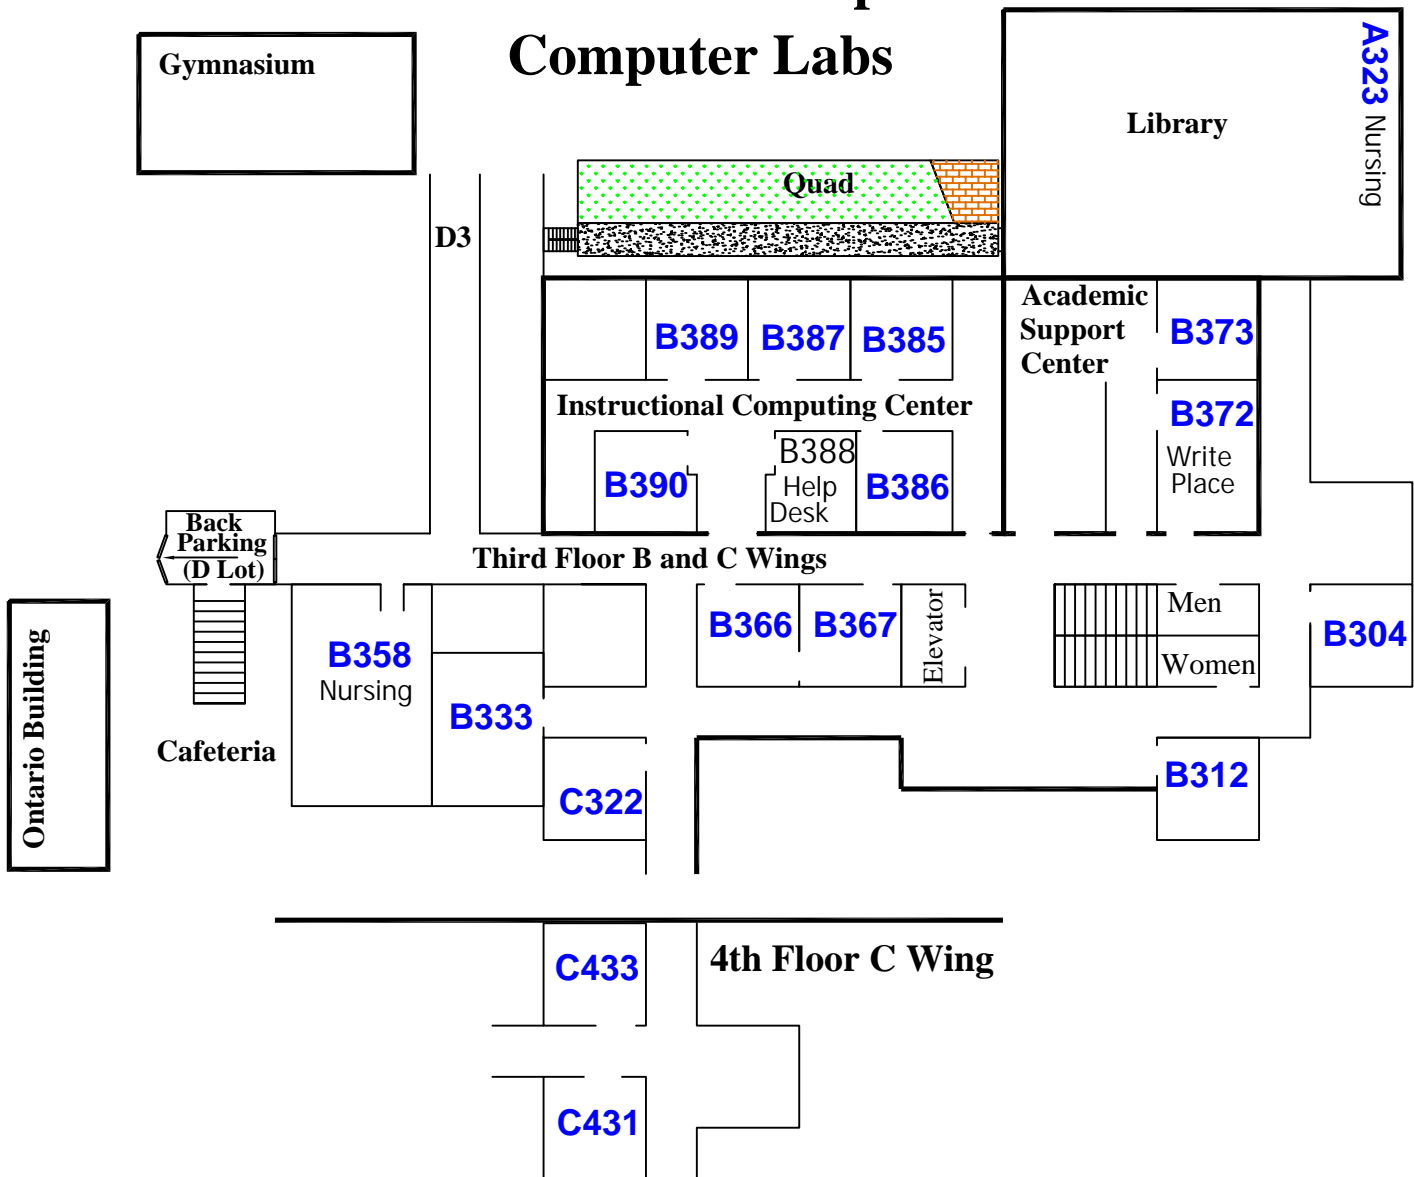 Computer Labs
Gymnasium
Library
A323 Nursing
Quad
D3
Academic
Support
Center
B389
B387
B385
B373
Instructional Computing Center
B372
Write
Place
B390
B388
Help
Desk
B386
Back
Parking
(D Lot)
Third Floor B and C Wings
Ontario Building
B358
Nursing
B366
B367
Elevator
Men
Women
B304
B333
Cafeteria
C322
B312
4th Floor C Wing
C433
C431